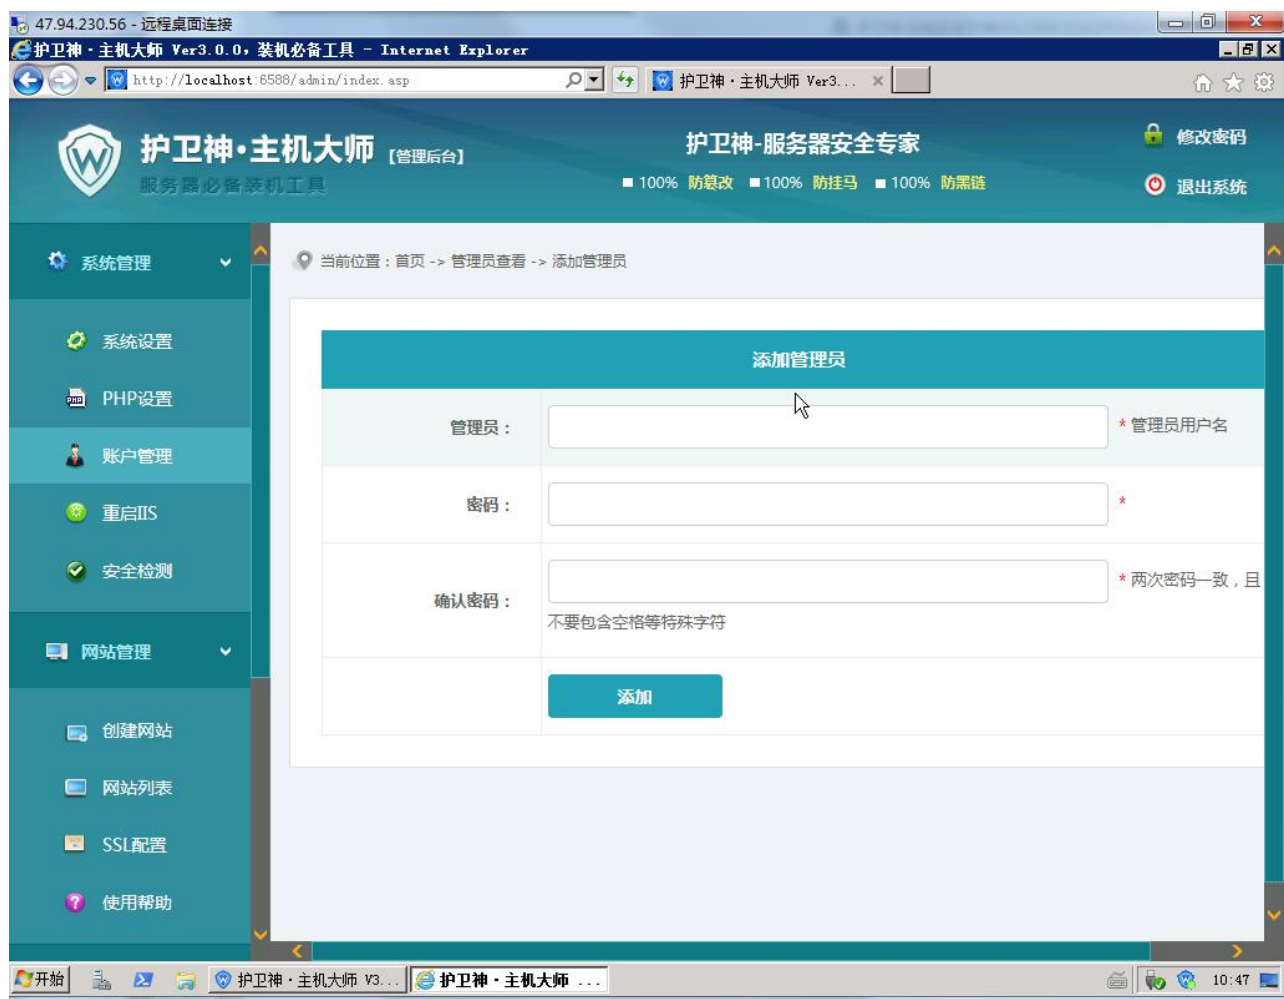 47.94.230.56 - 远程桌面连接
护卫神·主机大师 Ver3.0.0，装机必备工具 - Internet Explorer
http://localhost:6588/admin/index.asp
护卫神·主机大师 Ver3...
护卫神·主机大师 [管理后台]
服务器必备装机工具
护卫神-服务器安全专家
100% 防篡改 100% 防挂马 100% 防黑链
修改密码
退出系统
系统管理
系统设置
PHP设置
账户管理
重启IIS
安全检测
网站管理
创建网站
网站列表
SSL配置
使用帮助
当前位置：首页 -> 管理员查看 -> 添加管理员
添加管理员
管理员：
* 管理员用户名
密码：
*
确认密码：
* 两次密码一致，且
不要包含空格等特殊字符
添加
开始
护卫神·主机大师 V3...
护卫神·主机大师 ...
10:47